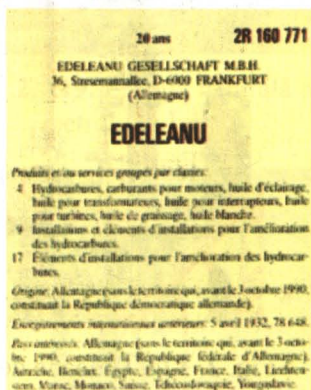 20 ans 2R 160 771
EDELEANU GESELLSCHAFT M.B.H.
36, Stresemannallee, D-6000 FRANKFURT
(Allemagne)
EDELEANU
Produits et/ou services groupés par classes:
4 Hydrocarbures, carburants pour moteurs, huile d'éclairage,
huile pour transformateurs, huile pour interrupteurs, huile
pour turbines, huile de graissage, huile blanche.
9 Installations et éléments d'installations pour l'amélioration
des hydrocarbures.
17 Éléments d'installations pour l'amélioration des hydrocar-
bures.
Origine: Allemagne (sans le territoire qui, avant le 3 octobre 1990,
constituait la République démocratique allemande).
Enregistrements internationaux antérieurs: 5 avril 1932, 78 648.
Pays intéressés: Allemagne (sans le territoire qui, avant le 3 octo-
bre 1990, constituait la République fédérale d'Allemagne),
Autriche, Benelux, Égypte, Espagne, France, Italie, Liechten-
stein, Maroc, Monaco, Suisse, Tchécoslovaquie, Yougoslavie.